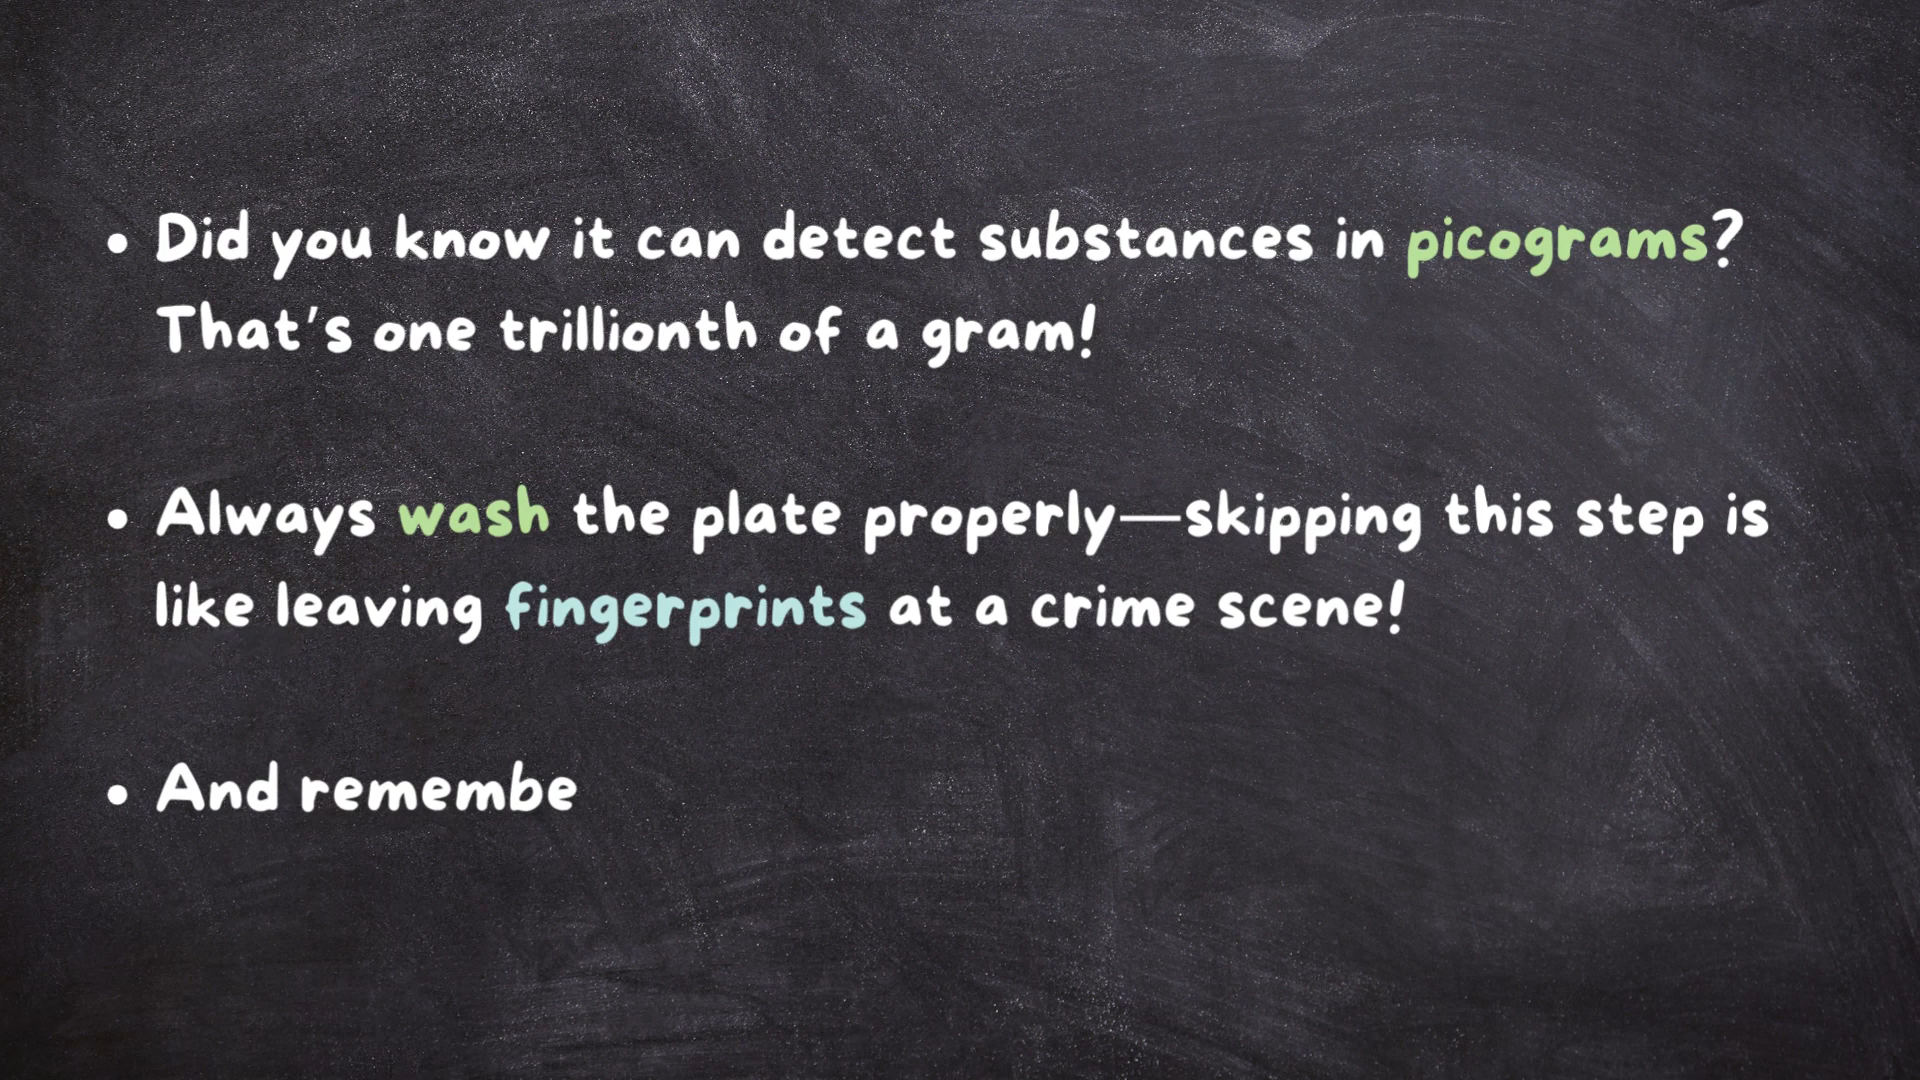 • Did you know it can detect substances in picograms?
That's one trillionth of a gram!
• Always wash the plate properly—skipping this step is
like leaving fingerprints at a crime scene!
• And remembe